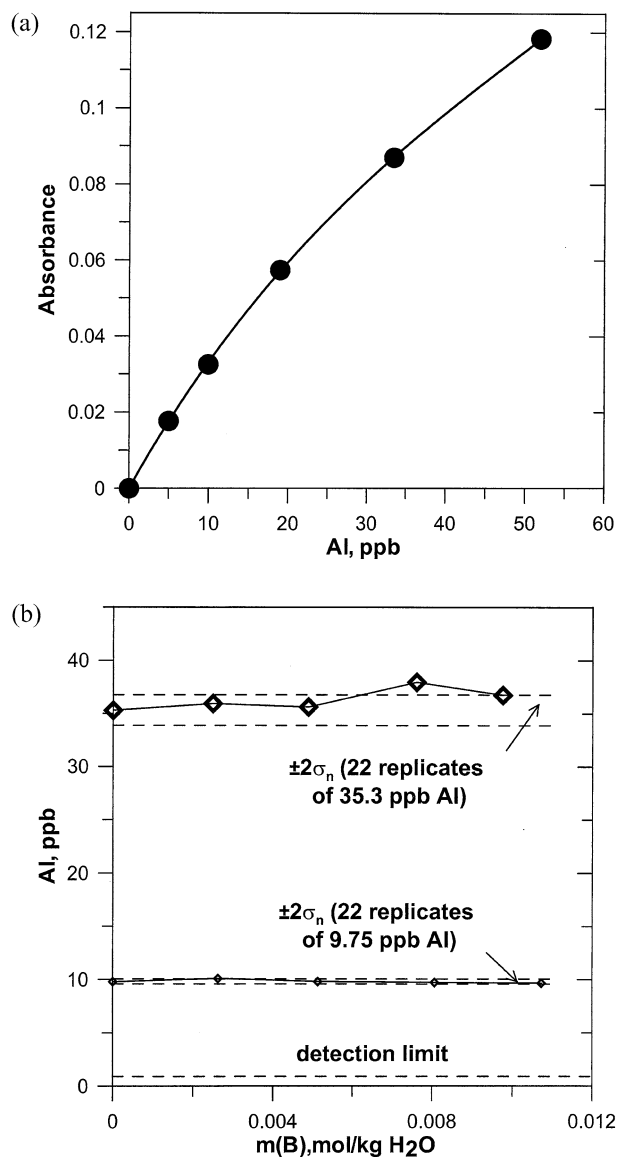 (a)
0.12
0.1
0.08
0.06
0.04
0.02
0
Absorbance
0 10 20 30 40 50 60
Al, ppb
(b)
40
30
20
10
0
Al, ppb
±2σn (22 replicates
of 35.3 ppb Al)
±2σn (22 replicates
of 9.75 ppb Al)
detection limit
0 0.004 0.008 0.012
m(B),mol/kg H2O